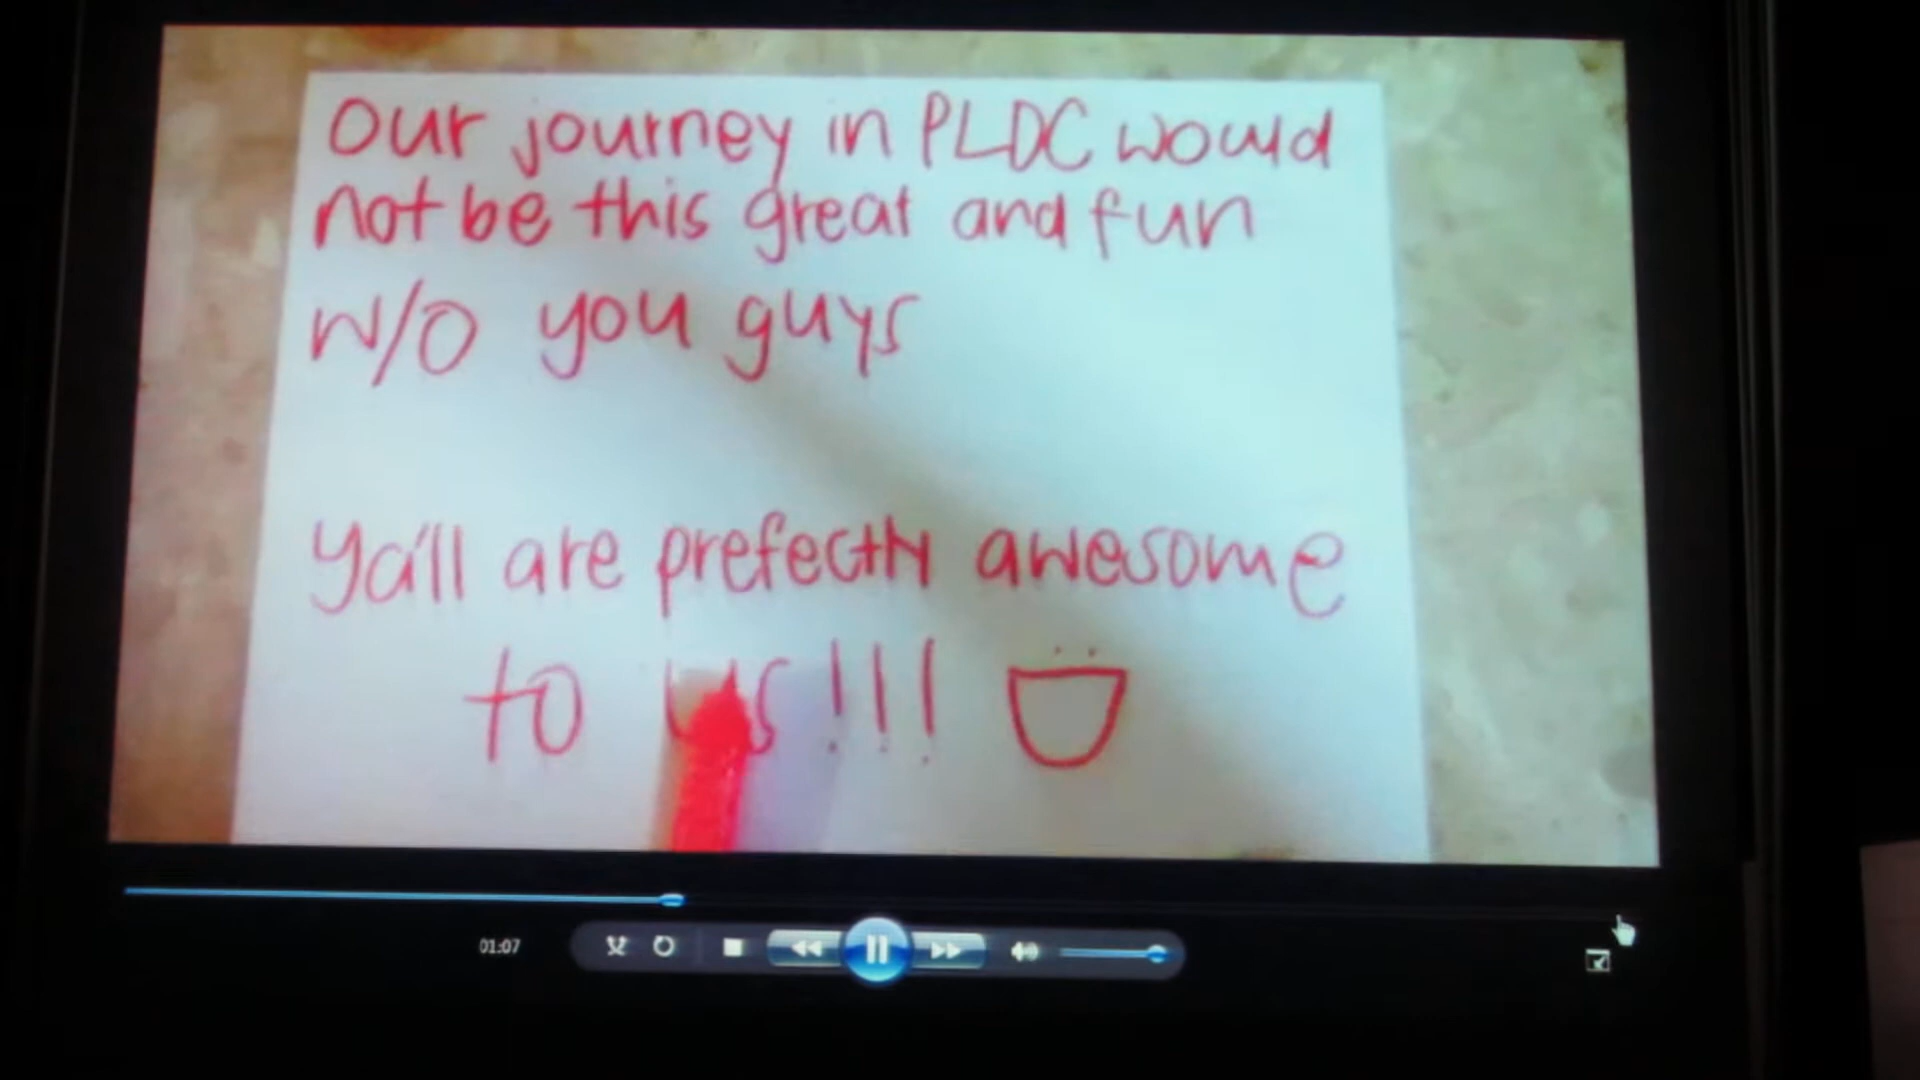 Our journey in PLDC would
not be this great and fun
w/o you guys
Ya'll are prefectly awesome
to us!!!
01:07